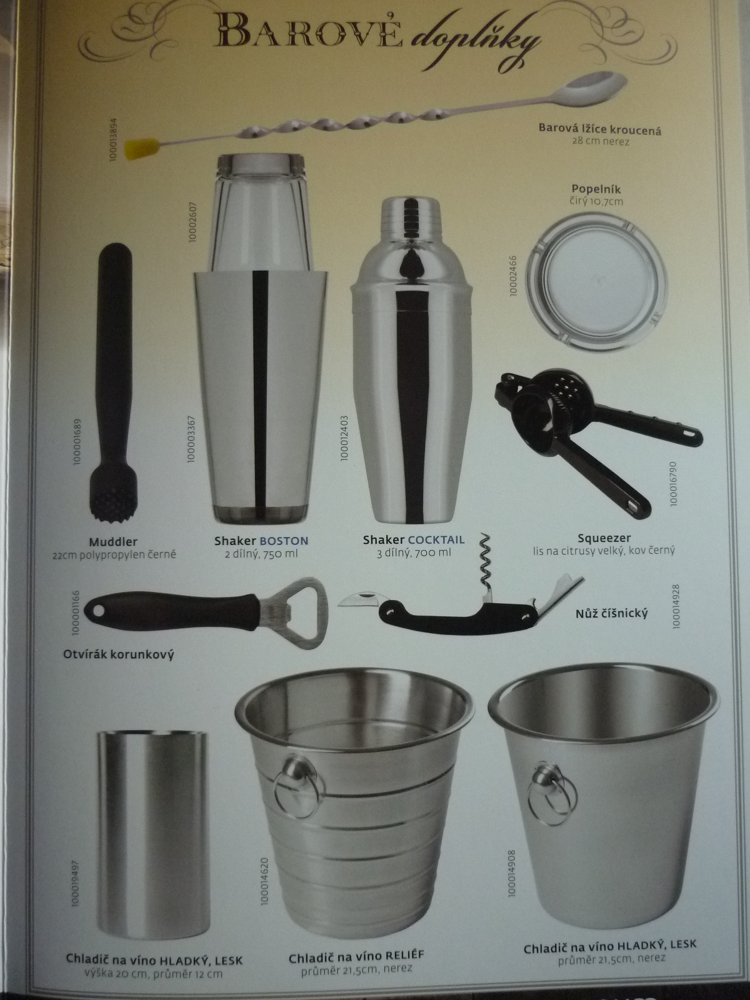 BAROVÉ doplňky
100013894
Barová lžíce kroucená
28 cm nerez
Popelník
čirý 10,7cm
10002607
10002466
100001689
100003367
100012403
100016790
Muddler
22cm polypropylen černé
Shaker BOSTON
2 dílný, 750 ml
Shaker COCKTAIL
3 dílný, 700 ml
Squeezer
lis na citrusy velký, kov černý
100001166
Otvírák korunkový
Nůž číšnický
100014928
100019497
100014620
100014908
Chladič na víno HLADKÝ, LESK
výška 20 cm, průměr 12 cm
Chladič na víno RELIÉF
průměr 21,5cm, nerez
Chladič na víno HLADKÝ, LESK
průměr 21,5cm, nerez